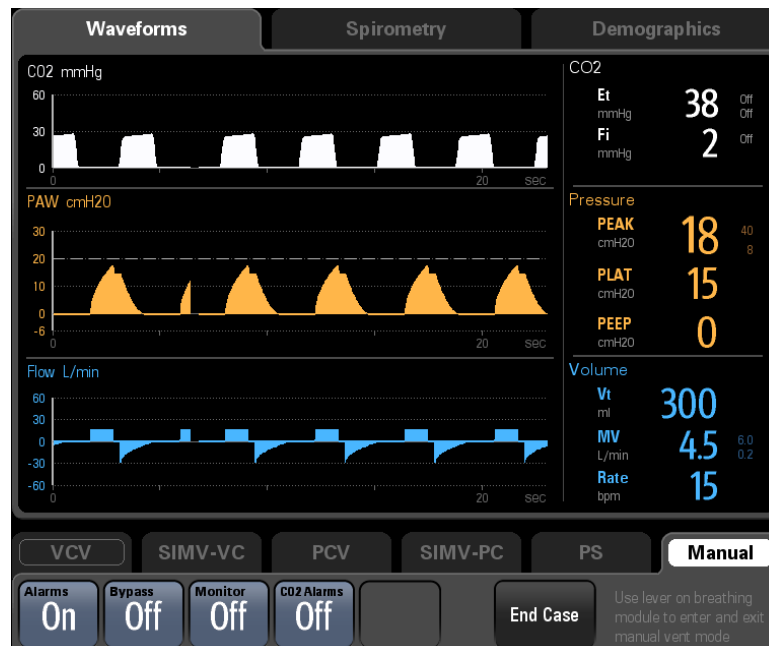 Waveforms Spirometry Demographics
CO2 mmHg
60
30
0
0 20 sec
PAW cmH20
30
20
10
0
-6
0 20 sec
Flow L/min
60
30
0
-30
-60
0 20 sec
CO2
Et 38 Off
mmHg Off
Fi 2 Off
mmHg
Pressure
PEAK 18 40
cmH20 8
PLAT 15
cmH20
PEEP 0
cmH20
Volume
Vt 300
ml
MV 4.5 6.0
L/min 0.2
Rate 15
bpm
VCV SIMV-VC PCV SIMV-PC PS Manual
Alarms Bypass Monitor CO2 Alarms
On Off Off Off
End Case
Use lever on breathing
module to enter and exit
manual vent mode